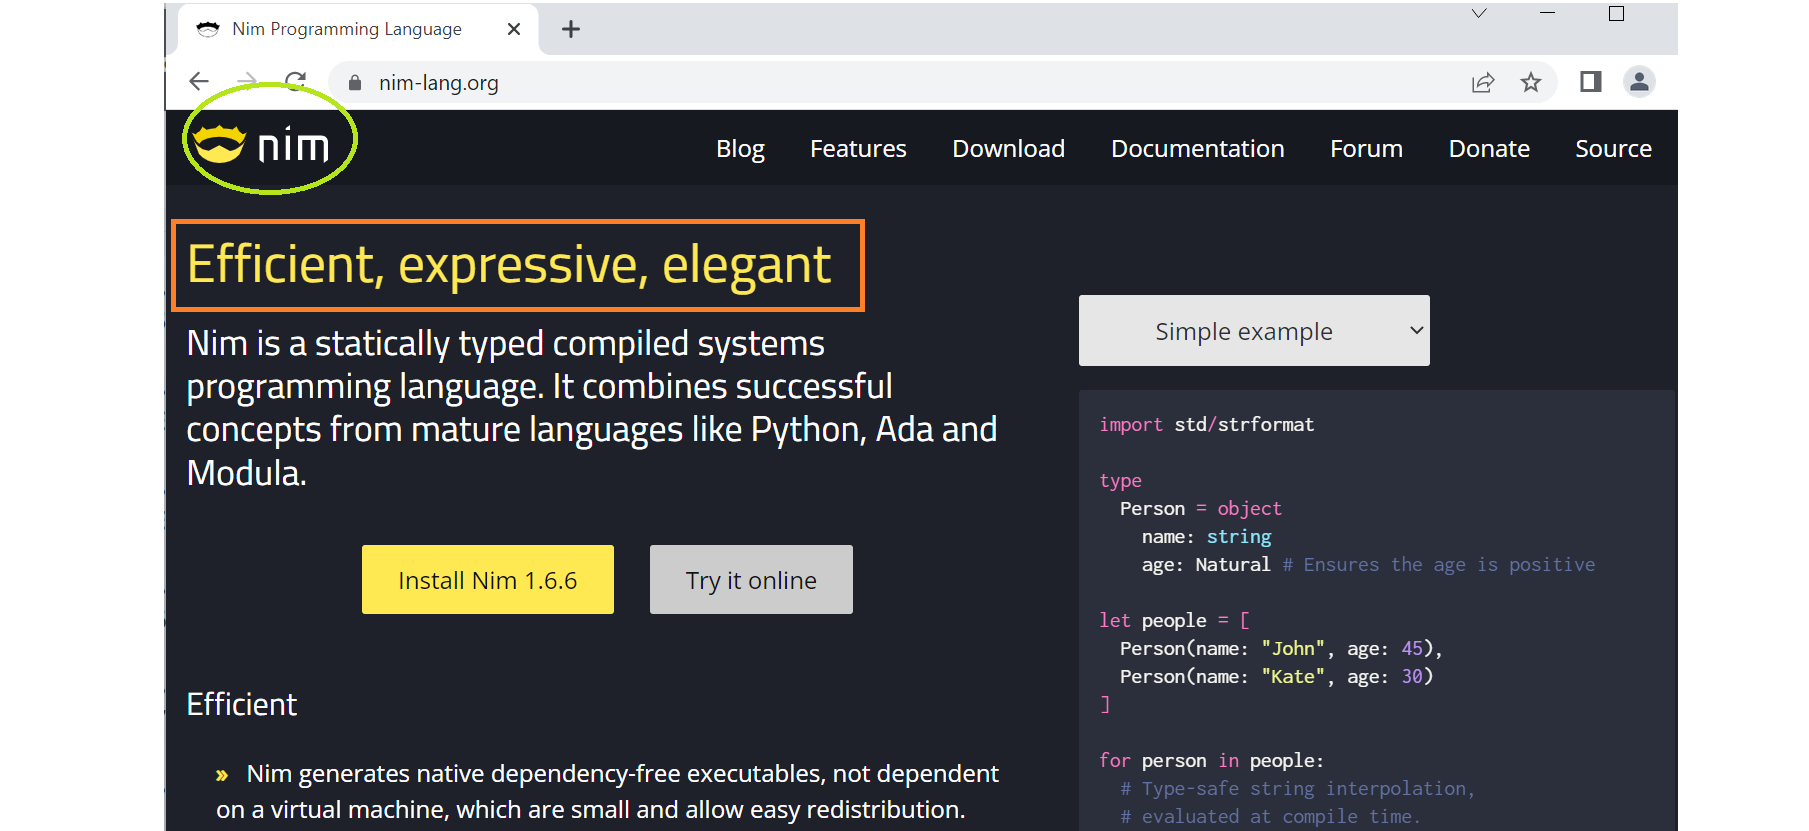 Nim Programming Language
nim-lang.org
nim
Blog Features Download Documentation Forum Donate Source
Efficient, expressive, elegant
Nim is a statically typed compiled systems
programming language. It combines successful
concepts from mature languages like Python, Ada and
Modula.
Install Nim 1.6.6 Try it online
Efficient
» Nim generates native dependency-free executables, not dependent
on a virtual machine, which are small and allow easy redistribution.
Simple example
import std/strformat
type
Person = object
name: string
age: Natural # Ensures the age is positive
let people = [
Person(name: "John", age: 45),
Person(name: "Kate", age: 30)
]
for person in people:
# Type-safe string interpolation,
# evaluated at compile time.